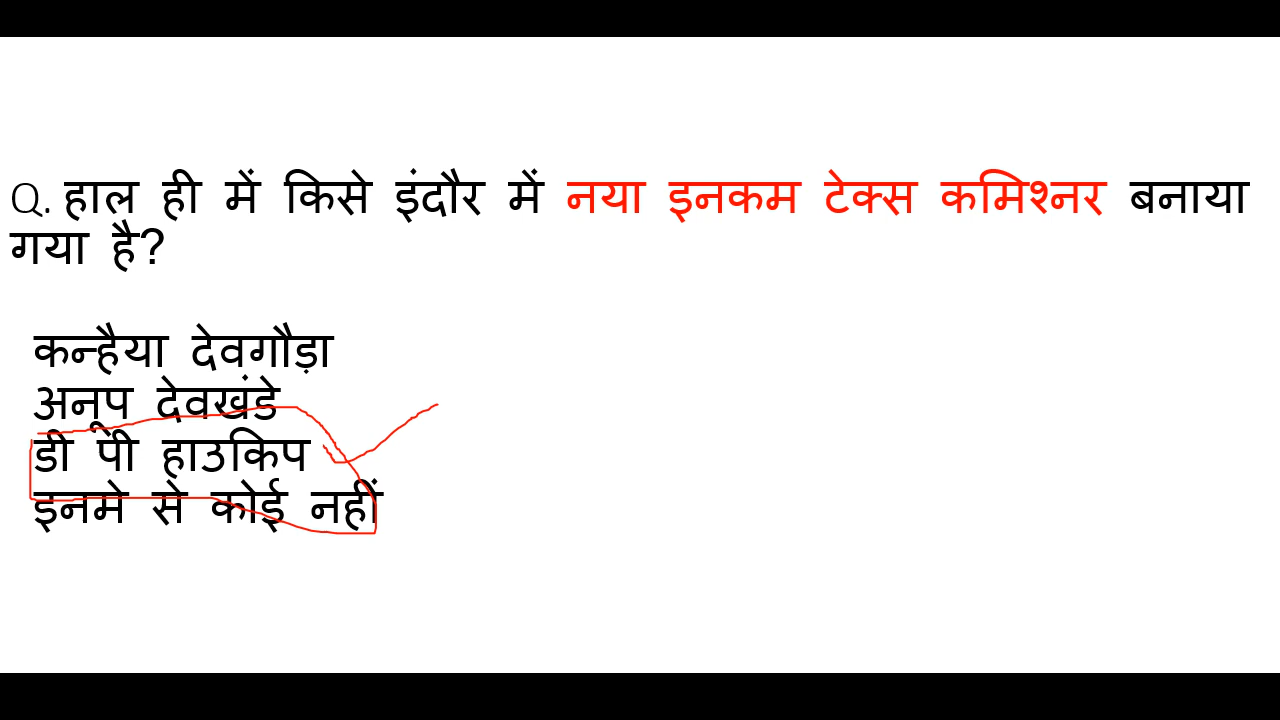 Q. हाल ही में किसे इंदौर में नया इनकम टेक्स कमिश्नर बनाया
गया है?
कन्हैया देवगौड़ा
अनूप देवखंडे
डी पी हाउकिप
इनमे से कोई नहीं